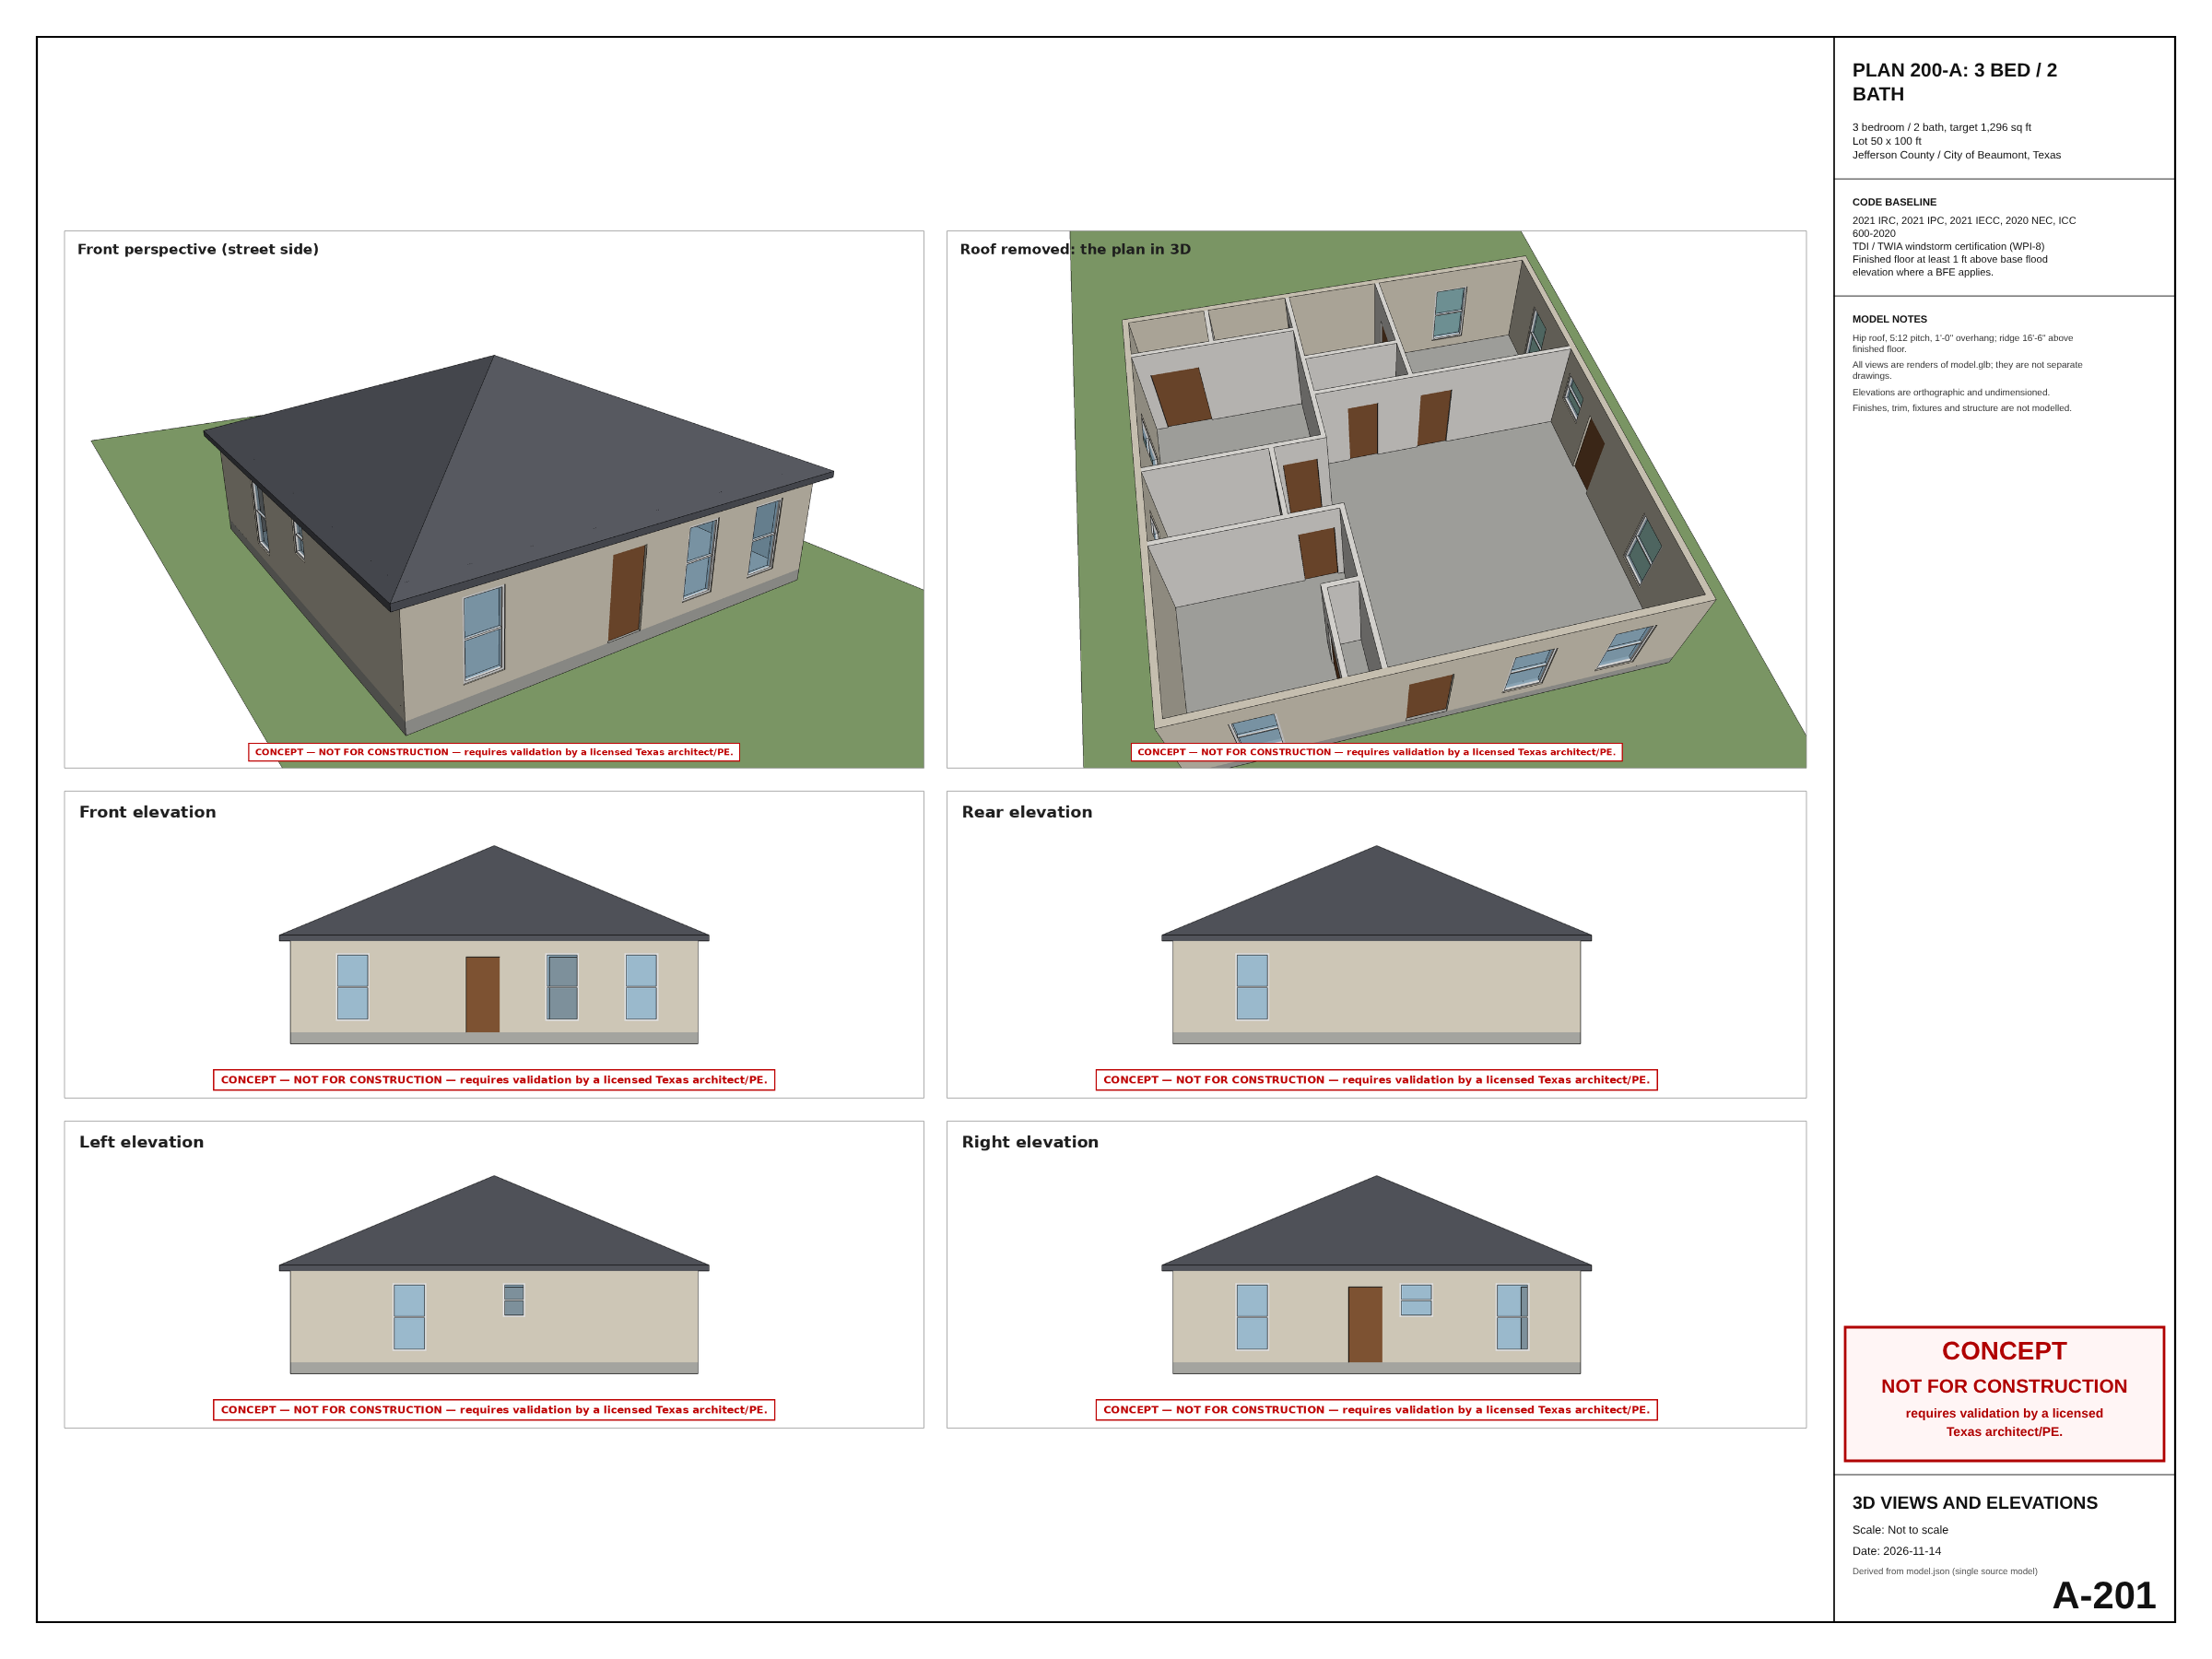 Front perspective (street side)
CONCEPT — NOT FOR CONSTRUCTION — requires validation by a licensed Texas architect/PE.
Roof removed: the plan in 3D
CONCEPT — NOT FOR CONSTRUCTION — requires validation by a licensed Texas architect/PE.
Front elevation
CONCEPT — NOT FOR CONSTRUCTION — requires validation by a licensed Texas architect/PE.
Rear elevation
CONCEPT — NOT FOR CONSTRUCTION — requires validation by a licensed Texas architect/PE.
Left elevation
CONCEPT — NOT FOR CONSTRUCTION — requires validation by a licensed Texas architect/PE.
Right elevation
CONCEPT — NOT FOR CONSTRUCTION — requires validation by a licensed Texas architect/PE.
PLAN 200-A: 3 BED / 2
BATH
3 bedroom / 2 bath, target 1,296 sq ft
Lot 50 x 100 ft
Jefferson County / City of Beaumont, Texas
CODE BASELINE
2021 IRC, 2021 IPC, 2021 IECC, 2020 NEC, ICC
600-2020
TDI / TWIA windstorm certification (WPI-8)
Finished floor at least 1 ft above base flood
elevation where a BFE applies.
MODEL NOTES
Hip roof, 5:12 pitch, 1'-0" overhang; ridge 16'-6" above
finished floor.
All views are renders of model.glb; they are not separate
drawings.
Elevations are orthographic and undimensioned.
Finishes, trim, fixtures and structure are not modelled.
CONCEPT
NOT FOR CONSTRUCTION
requires validation by a licensed
Texas architect/PE.
3D VIEWS AND ELEVATIONS
Scale: Not to scale
Date: 2026-11-14
Derived from model.json (single source model)
A-201